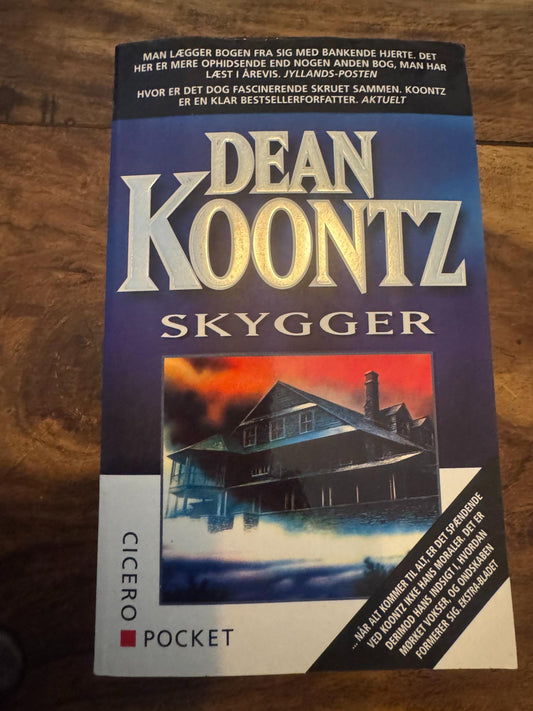 MAN LÆGGER BOGEN FRA SIG MED BANKENDE HJERTE. DET
HER ER MERE OPHIDSENDE END NOGEN ANDEN BOG, MAN HAR
LÆST I ÅREVIS. JYLLANDS-POSTEN
HVOR ER DET DOG FASCINERENDE SKRUET SAMMEN. KOONTZ
ER EN KLAR BESTSELLERFORFATTER. AKTUELT
DEAN
KOONTZ
SKYGGER
...NÅR ALT KOMMER TIL ALT, ER DET SPÆNDENDE
VED KOONTZ IKKE HANS MORALER. DET ER
DERIMOD HANS INDSIGT I, HVORDAN
MØRKET VOKSER, OG ONDSKABEN
FORMERER SIG. EKSTRA-BLADET
CICERO
POCKET